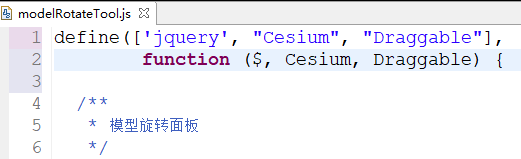 modelRotateTool.js
1 define(['jquery', "Cesium", "Draggable"],
2 function ($, Cesium, Draggable) {
3
4 /**
5 * 模型旋转面板
6 */